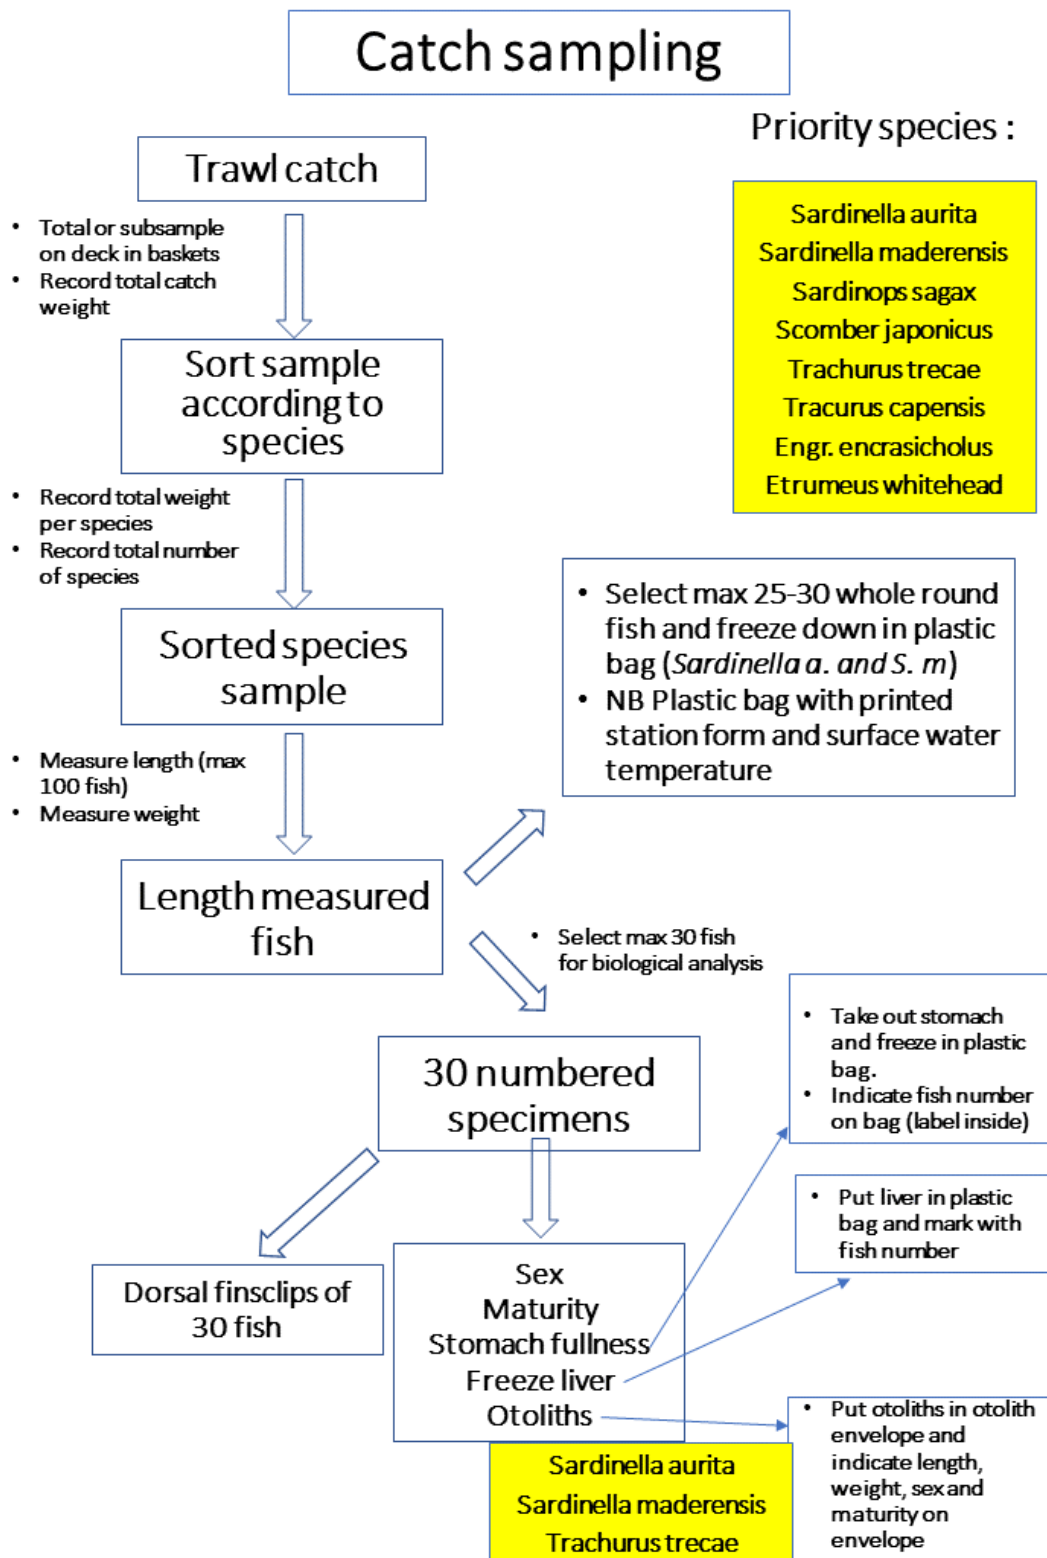 Catch sampling
Priority species :
Trawl catch
• Total or subsample
on deck in baskets
• Record total catch
weight
Sardinella aurita
Sardinella maderensis
Sardinops sagax
Scomber japonicus
Trachurus trecae
Tracurus capensis
Engr. encrasicholus
Etrumeus whitehead
Sort sample
according to
species
• Record total weight
per species
• Record total number
of species
Sorted species
sample
• Select max 25-30 whole round
fish and freeze down in plastic
bag (Sardinella a. and S. m)
• NB Plastic bag with printed
station form and surface water
temperature
• Measure length (max
100 fish)
• Measure weight
Length measured
fish
• Select max 30 fish
for biological analysis
30 numbered
specimens
• Take out stomach
and freeze in plastic
bag.
• Indicate fish number
on bag (label inside)
• Put liver in plastic
bag and mark with
fish number
Dorsal finsclips of
30 fish
Sex
Maturity
Stomach fullness
Freeze liver
Otoliths
• Put otoliths in otolith
envelope and
indicate length,
weight, sex and
maturity on
envelope
Sardinella aurita
Sardinella maderensis
Trachurus trecae